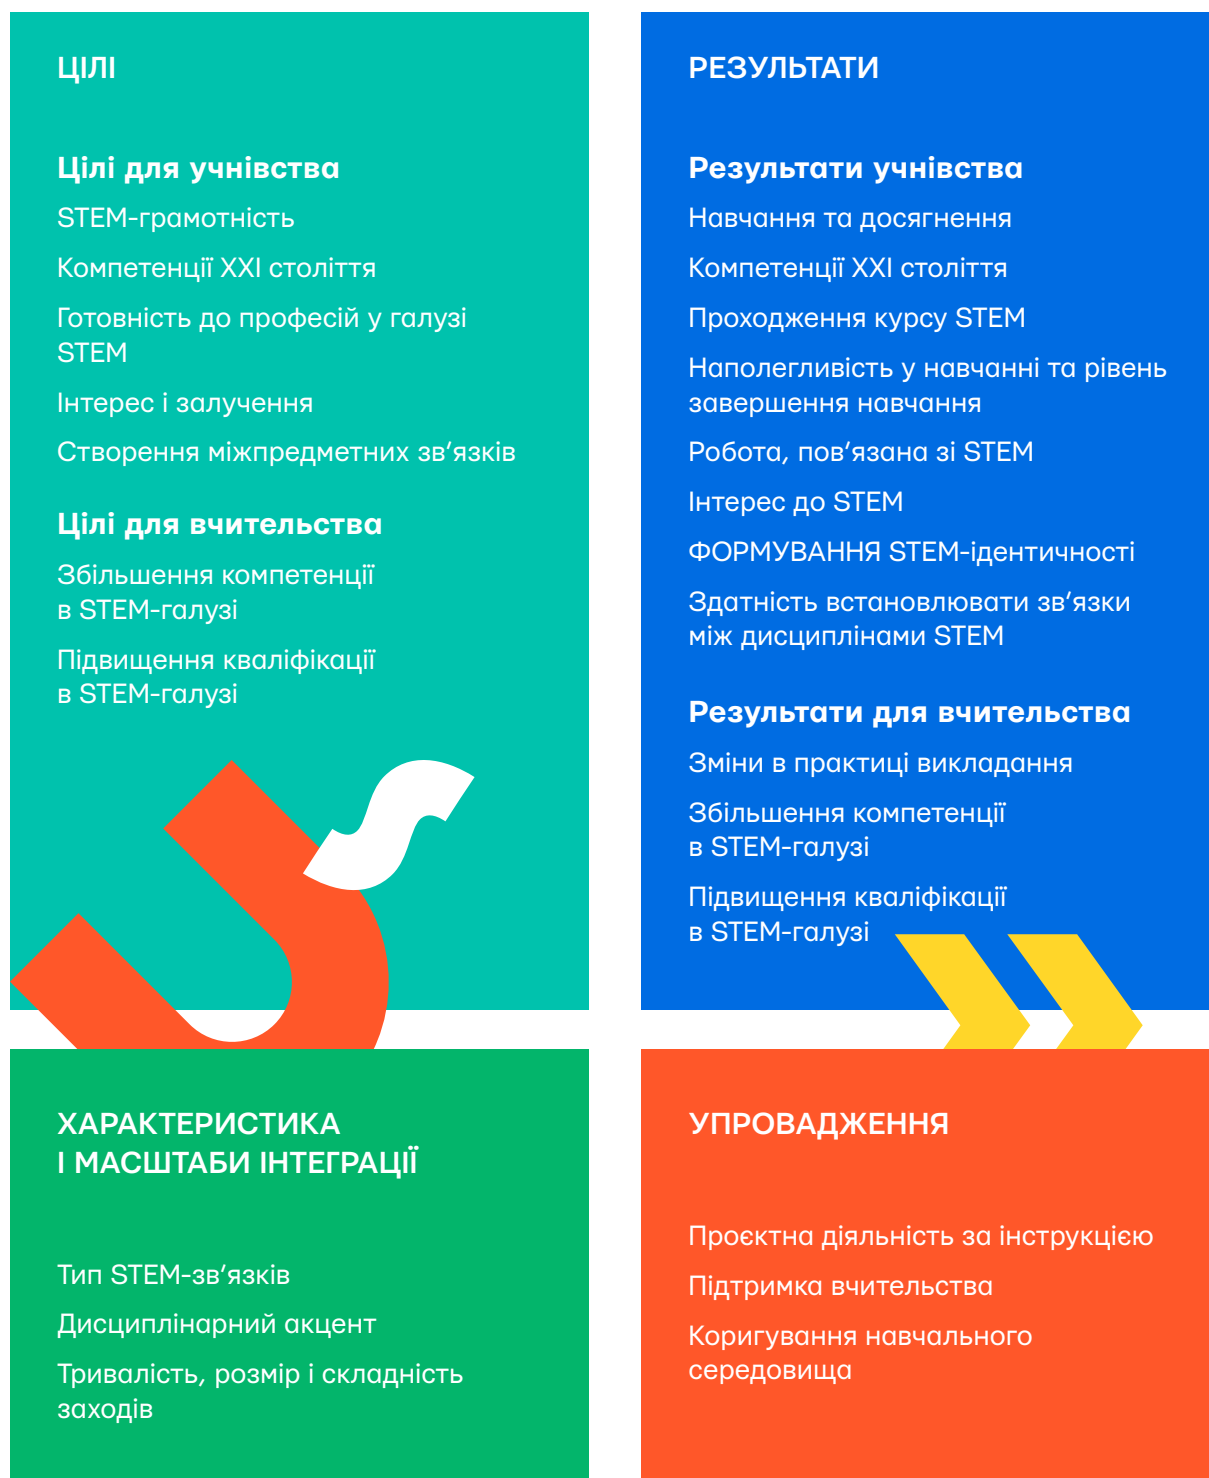 ЦІЛІ
Цілі для учнівства
STEM-грамотність
Компетенції XXI століття
Готовність до професій у галузі
STEM
Інтерес і залучення
Створення міжпредметних зв’язків
Цілі для вчительства
Збільшення компетенції
в STEM-галузі
Підвищення кваліфікації
в STEM-галузі
РЕЗУЛЬТАТИ
Результати учнівства
Навчання та досягнення
Компетенції XXI століття
Проходження курсу STEM
Наполегливість у навчанні та рівень
завершення навчання
Робота, пов’язана зі STEM
Інтерес до STEM
ФОРМУВАННЯ STEM-ідентичності
Здатність встановлювати зв’язки
між дисциплінами STEM
Результати для вчительства
Зміни в практиці викладання
Збільшення компетенції
в STEM-галузі
Підвищення кваліфікації
в STEM-галузі
ХАРАКТЕРИСТИКА
І МАСШТАБИ ІНТЕГРАЦІЇ
Тип STEM-зв’язків
Дисциплінарний акцент
Тривалість, розмір і складність
заходів
УПРОВАДЖЕННЯ
Проєктна діяльність за інструкцією
Підтримка вчительства
Коригування навчального
середовища